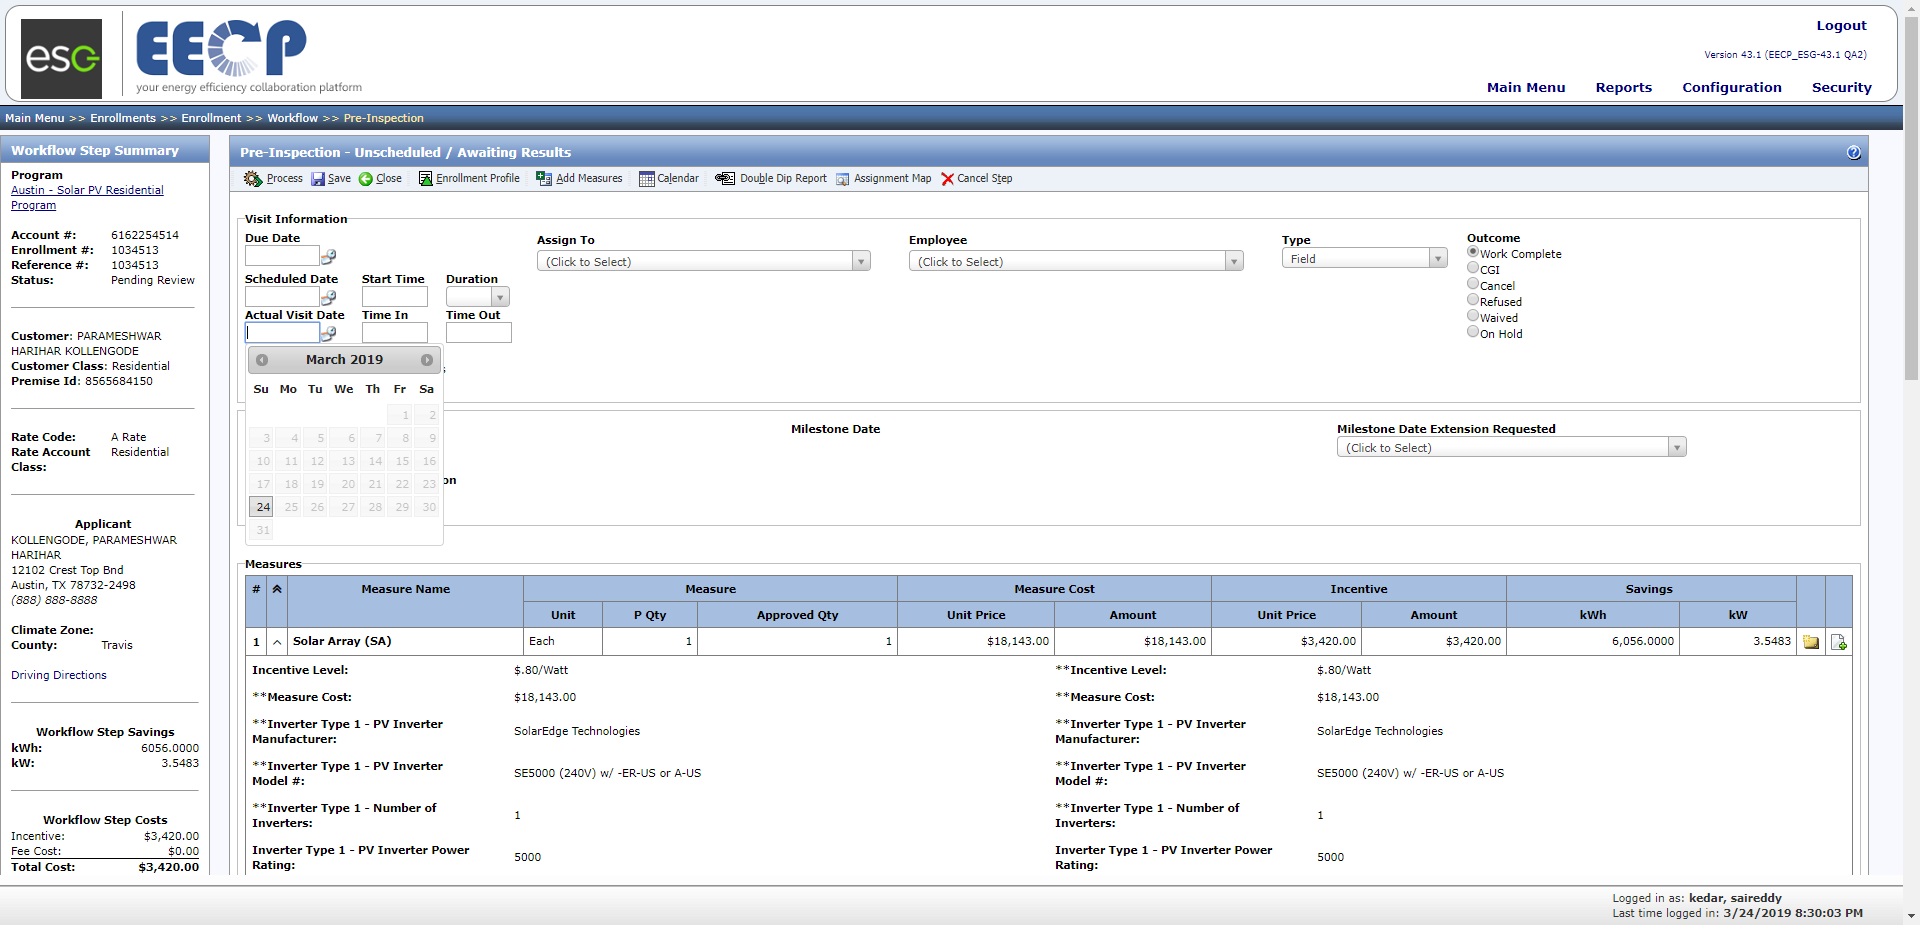 Logout
Version 43.1 (EECP_ESG-43.1 QA2)
esg
EECP
your energy efficiency collaboration platform
Main Menu Reports Configuration Security
Main Menu >> Enrollments >> Enrollment >> Workflow >> Pre-Inspection
Workflow Step Summary
Program
Austin - Solar PV Residential
Program
Account #: 6162254514
Enrollment #: 1034513
Reference #: 1034513
Status: Pending Review
Customer: PARAMESHWAR
HARIHAR KOLLENGODE
Customer Class: Residential
Premise Id: 8565684150
Rate Code: A Rate
Rate Account Residential
Class:
Applicant
KOLLENGODE, PARAMESHWAR
HARIHAR
12102 Crest Top Bnd
Austin, TX 78732-2498
(888) 888-8888
Climate Zone:
County: Travis
Driving Directions
Workflow Step Savings
kWh: 6056.0000
kW: 3.5483
Workflow Step Costs
Incentive: $3,420.00
Fee Cost: $0.00
Total Cost: $3,420.00
Pre-Inspection - Unscheduled / Awaiting Results
Process Save Close Enrollment Profile Add Measures Calendar Double Dip Report Assignment Map Cancel Step
Visit Information
Due Date
Assign To
(Click to Select)
Employee
(Click to Select)
Type
Field
Outcome
Work Complete
CGI
Cancel
Refused
Waived
On Hold
Scheduled Date Start Time Duration
Actual Visit Date Time In Time Out
March 2019
Su Mo Tu We Th Fr Sa
1 2
3 4 5 6 7 8 9
10 11 12 13 14 15 16
17 18 19 20 21 22 23
24 25 26 27 28 29 30
31
Milestone Date
Milestone Date Extension Requested
(Click to Select)
on
Measures
# Measure Name Measure Measure Cost Incentive Savings
Unit P Qty Approved Qty Unit Price Amount Unit Price Amount kWh kW
1 Solar Array (SA) Each 1 1 $18,143.00 $18,143.00 $3,420.00 $3,420.00 6,056.0000 3.5483
Incentive Level: $.80/Watt **Incentive Level: $.80/Watt
**Measure Cost: $18,143.00 **Measure Cost: $18,143.00
**Inverter Type 1 - PV Inverter
Manufacturer: SolarEdge Technologies
**Inverter Type 1 - PV Inverter
Manufacturer: SolarEdge Technologies
**Inverter Type 1 - PV Inverter
Model #: SE5000 (240V) w/ -ER-US or A-US
**Inverter Type 1 - PV Inverter
Model #: SE5000 (240V) w/ -ER-US or A-US
**Inverter Type 1 - Number of
Inverters: 1
**Inverter Type 1 - Number of
Inverters: 1
Inverter Type 1 - PV Inverter Power
Rating: 5000
Inverter Type 1 - PV Inverter Power
Rating: 5000
Logged in as: kedar, saireddy
Last time logged in: 3/24/2019 8:30:03 PM